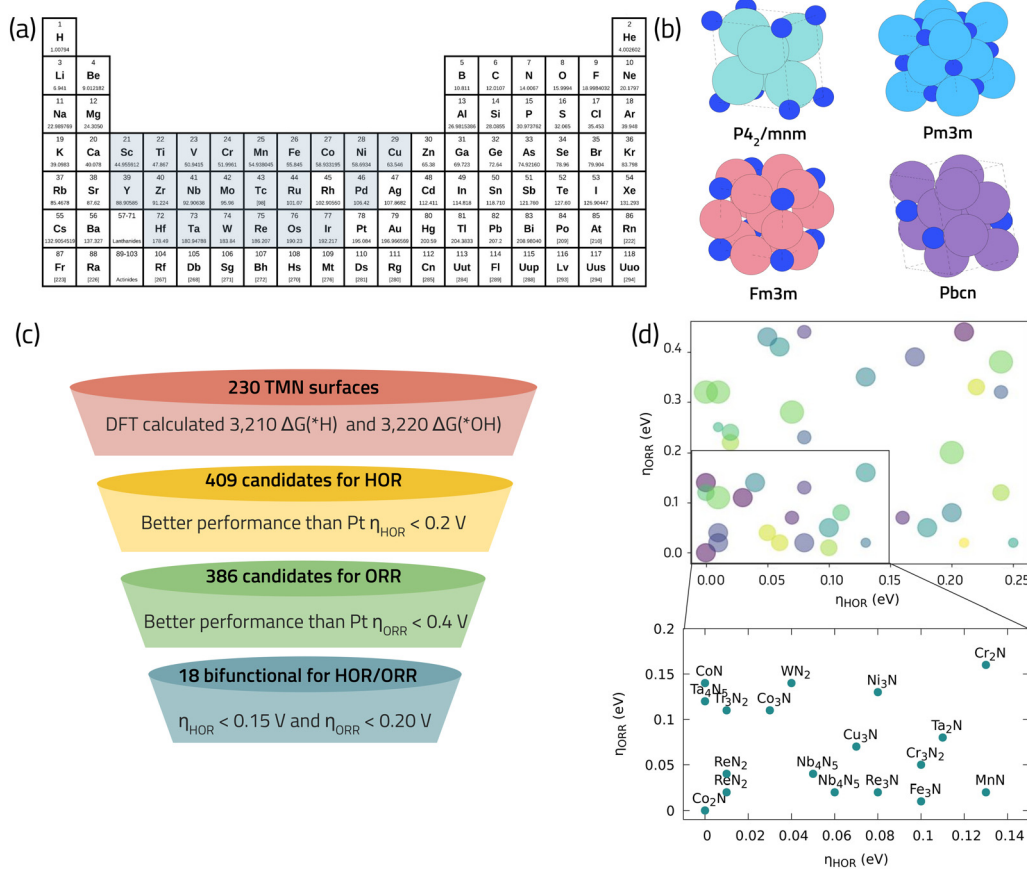 (a)
1 2
H He
1.00794 4.002602
3 4 5 6 7 8 9 10
Li Be B C N O F Ne
6.941 9.012182 10.811 12.0107 14.0067 15.9994 18.9984032 20.1797
11 12 13 14 15 16 17 18
Na Mg Al Si P S Cl Ar
22.989769 24.3050 26.9815386 28.0855 30.973762 32.065 35.453 39.948
19 20 21 22 23 24 25 26 27 28 29 30 31 32 33 34 35 36
K Ca Sc Ti V Cr Mn Fe Co Ni Cu Zn Ga Ge As Se Br Kr
39.0983 40.078 44.955912 47.867 50.9415 51.9961 54.938045 55.845 58.933195 58.6934 63.546 65.38 69.723 72.64 74.92160 78.96 79.904 83.798
37 38 39 40 41 42 43 44 45 46 47 48 49 50 51 52 53 54
Rb Sr Y Zr Nb Mo Tc Ru Rh Pd Ag Cd In Sn Sb Te I Xe
85.4678 87.62 88.90585 91.224 92.90638 95.96 [98] 101.07 102.90550 106.42 107.8682 112.411 114.818 118.710 121.760 127.60 126.90447 131.293
55 56 57-71 72 73 74 75 76 77 78 79 80 81 82 83 84 85 86
Cs Ba Hf Ta W Re Os Ir Pt Au Hg Tl Pb Bi Po At Rn
132.9054519 137.327 Lanthanides 178.49 180.94788 183.84 186.207 190.23 192.217 195.084 196.966569 200.59 204.3833 207.2 208.98040 [209] [210] [222]
87 88 89-103 104 105 106 107 108 109 110 111 112 113 114 115 116 117 118
Fr Ra Rf Db Sg Bh Hs Mt Ds Rg Cn Uut Fl Uup Lv Uus Uuo
[223] [226] Actinides [267] [268] [271] [272] [270] [276] [281] [280] [285] [284] [289] [288] [293] [294] [294]
(b)
P4₂/mnm Pm3m
Fm3m Pbcn
(c)
230 TMN surfaces
DFT calculated 3,210 ΔG(*H) and 3,220 ΔG(*OH)
409 candidates for HOR
Better performance than Pt η_HOR < 0.2 V
386 candidates for ORR
Better performance than Pt η_ORR < 0.4 V
18 bifunctional for HOR/ORR
η_HOR < 0.15 V and η_ORR < 0.20 V
(d)
η_ORR (eV)
0.4
0.3
0.2
0.1
0.0
0.00 0.05 0.10 0.15 0.20 0.25
η_HOR (eV)
η_ORR (eV)
0.2
0.15
0.1
0.05
0
Cr₂N
CoN WN₂
Ta₄N₅ Ti₃N₂ Co₃N Ni₃N
Ta₂N
Cu₃N
Cr₃N₂
ReN₂ Nb₄N₅
ReN₂ Nb₄N₅ Re₃N Fe₃N MnN
Co₂N
0 0.02 0.04 0.06 0.08 0.1 0.12 0.14
η_HOR (eV)